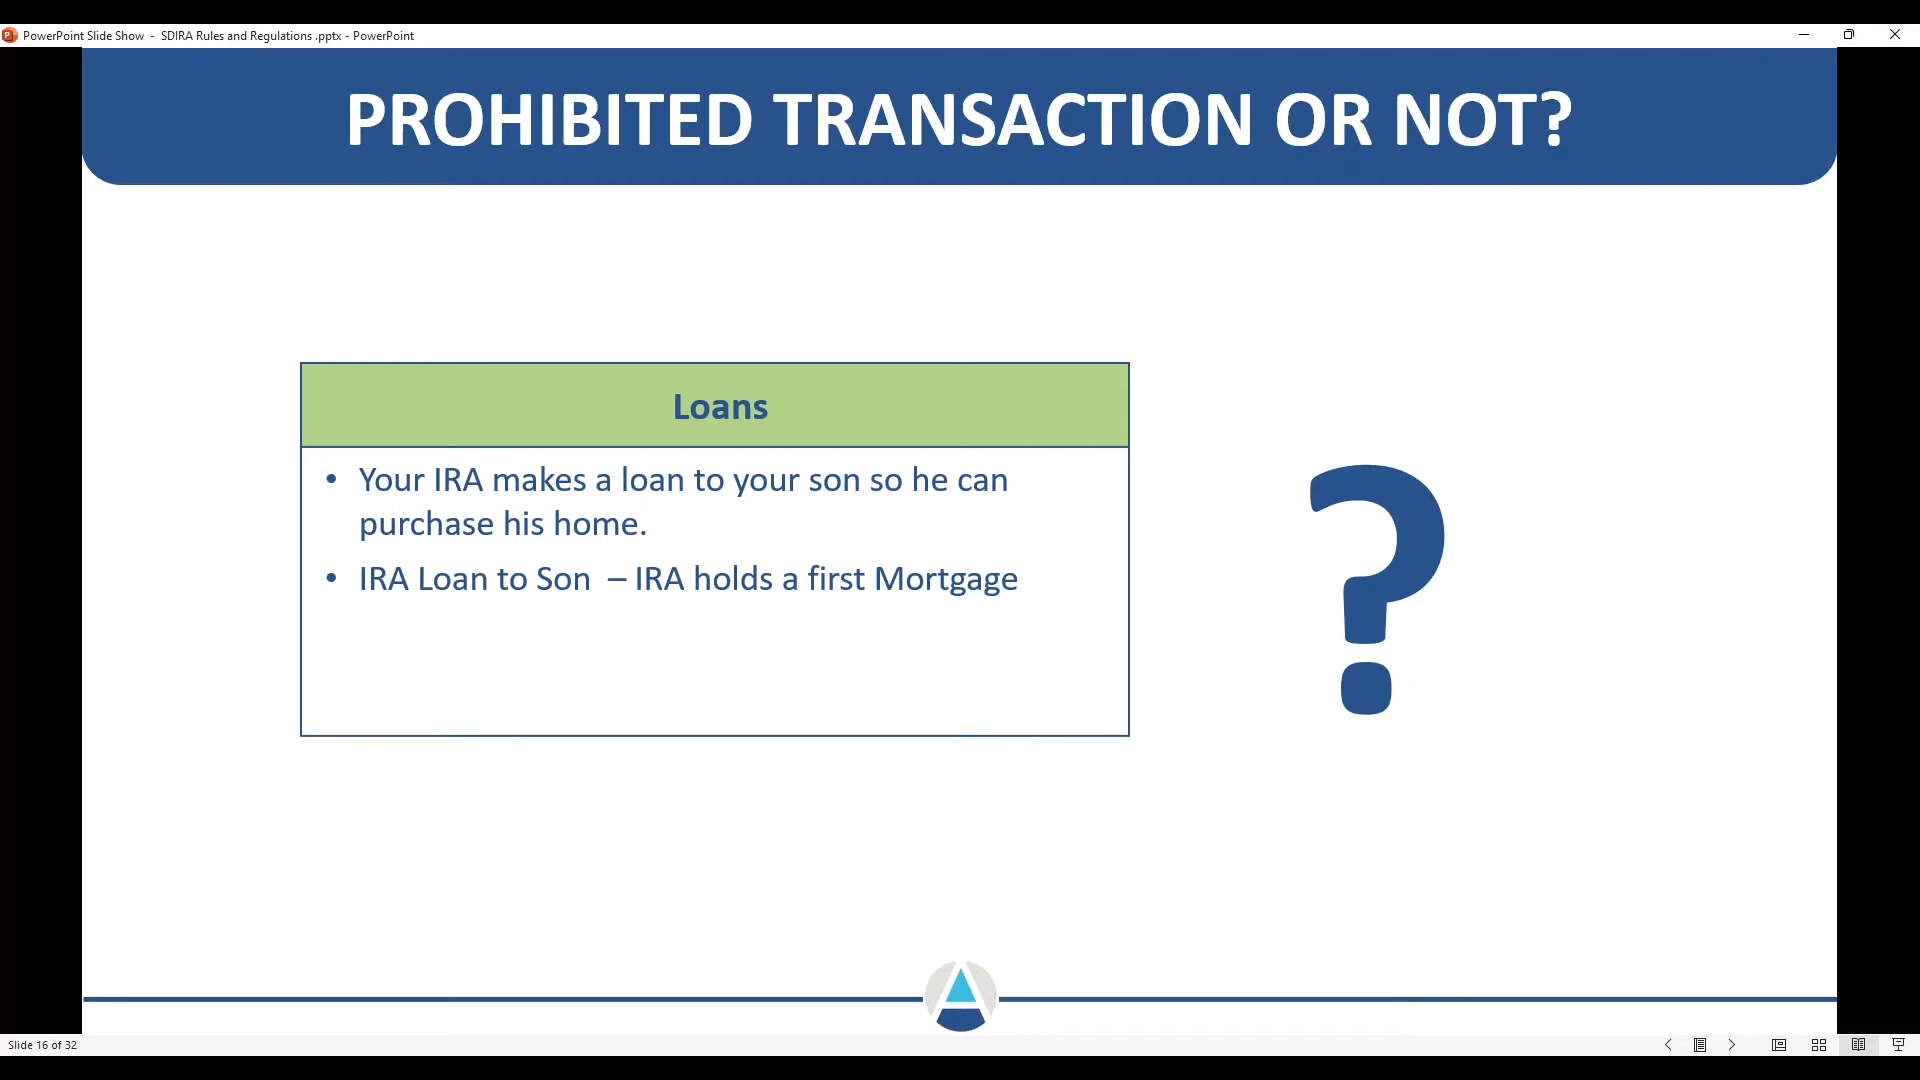 PowerPoint Slide Show - SDIRA Rules and Regulations .pptx - PowerPoint
PROHIBITED TRANSACTION OR NOT?
Loans
• Your IRA makes a loan to your son so he can
purchase his home.
• IRA Loan to Son – IRA holds a first Mortgage
?
Slide 16 of 32